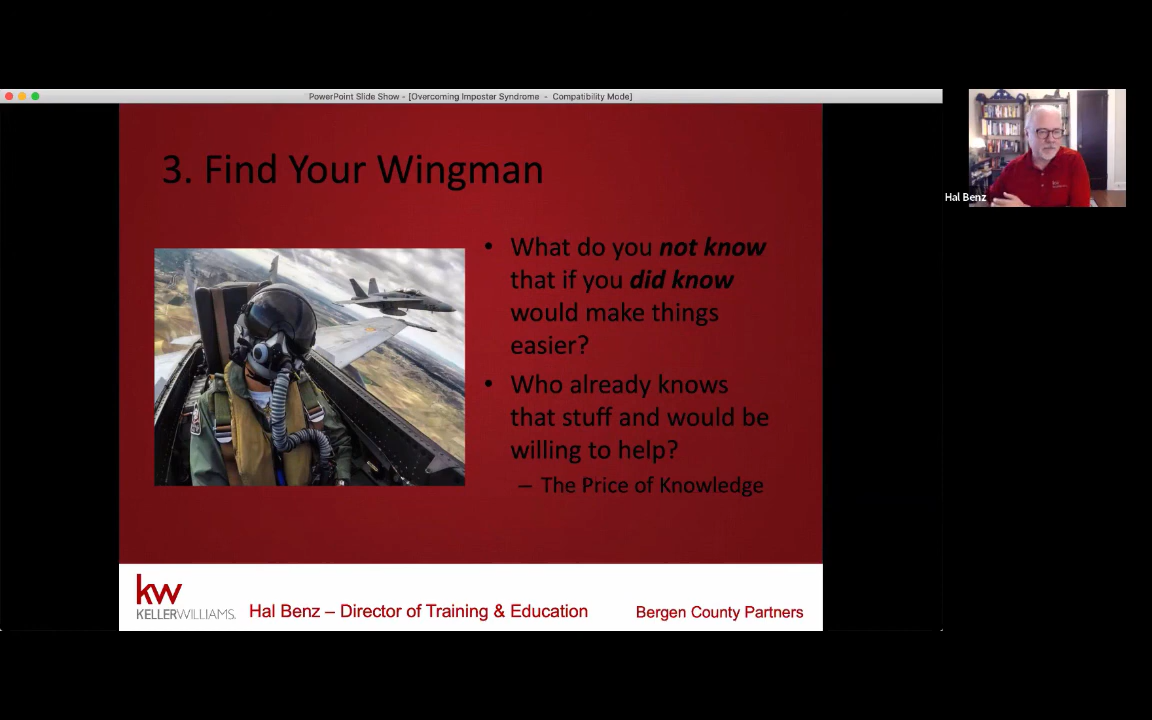 PowerPoint Slide Show - [Overcoming Imposter Syndrome - Compatibility Mode]
3. Find Your Wingman
• What do you not know
that if you did know
would make things
easier?
• Who already knows
that stuff and would be
willing to help?
– The Price of Knowledge
kw
KELLERWILLIAMS.
Hal Benz – Director of Training & Education
Bergen County Partners
kw
Hal Benz